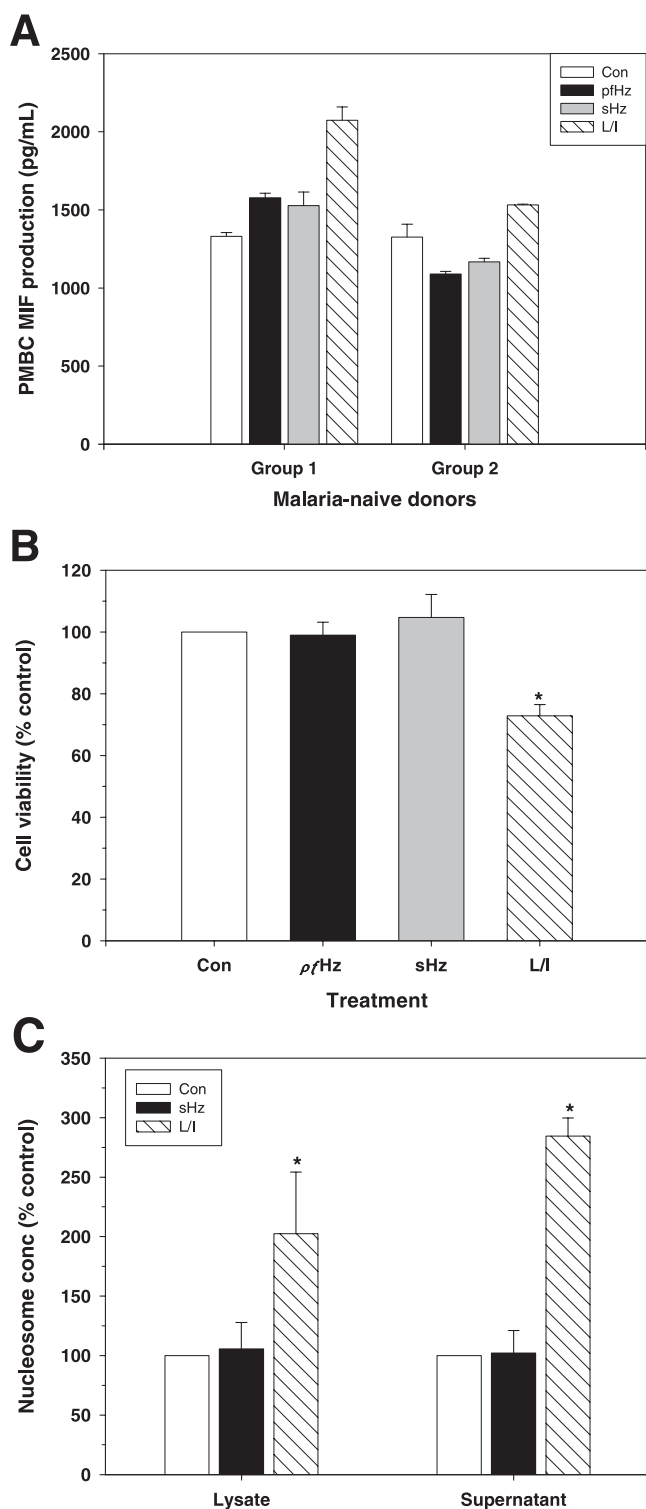 A
PMBC MIF production (pg/mL)
2500
2000
1500
1000
500
0
Con
pfHz
sHz
L/I
Group 1 Group 2
Malaria-naive donors
B
Cell viability (% control)
120
100
80
60
40
20
0
*
Con pfHz sHz L/I
Treatment
C
Nucleosome conc (% control)
350
300
250
200
150
100
50
0
Con
sHz
L/I
*
*
Lysate Supernatant